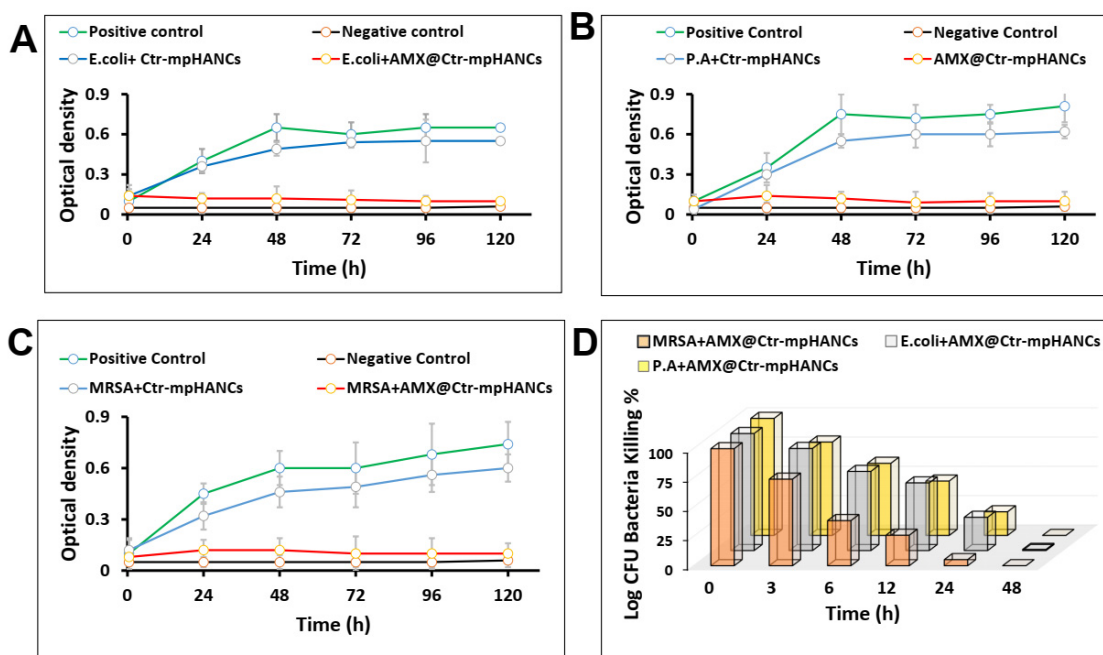 A
Positive control
Negative control
E.coli+ Ctr-mpHANCs
E.coli+AMX@Ctr-mpHANCs
Optical density
0.9
0.6
0.3
0
0 24 48 72 96 120
Time (h)
B
Positive Control
Negative Control
P.A+Ctr-mpHANCs
AMX@Ctr-mpHANCs
Optical density
0.9
0.6
0.3
0
0 24 48 72 96 120
Time (h)
C
Positive Control
Negative Control
MRSA+Ctr-mpHANCs
MRSA+AMX@Ctr-mpHANCs
Optical density
0.9
0.6
0.3
0
0 24 48 72 96 120
Time (h)
D
MRSA+AMX@Ctr-mpHANCs
E.coli+AMX@Ctr-mpHANCs
P.A+AMX@Ctr-mpHANCs
Log CFU Bacteria Killing %
100
75
50
25
0
0 3 6 12 24 48
Time (h)